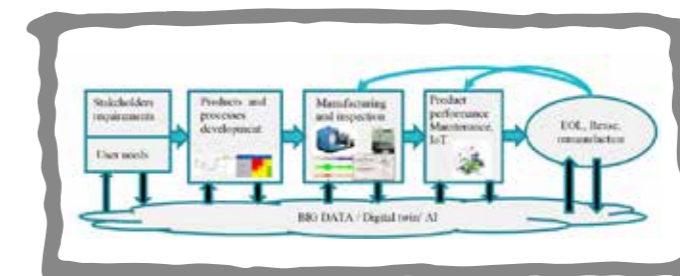 Stakeholders
requirements
User needs
Products and
processes
development
Manufacturing
and inspection
Product
performance
Maintenance,
IoT.
EOL, Reuse,
BIG DATA / Digital twin/ AI